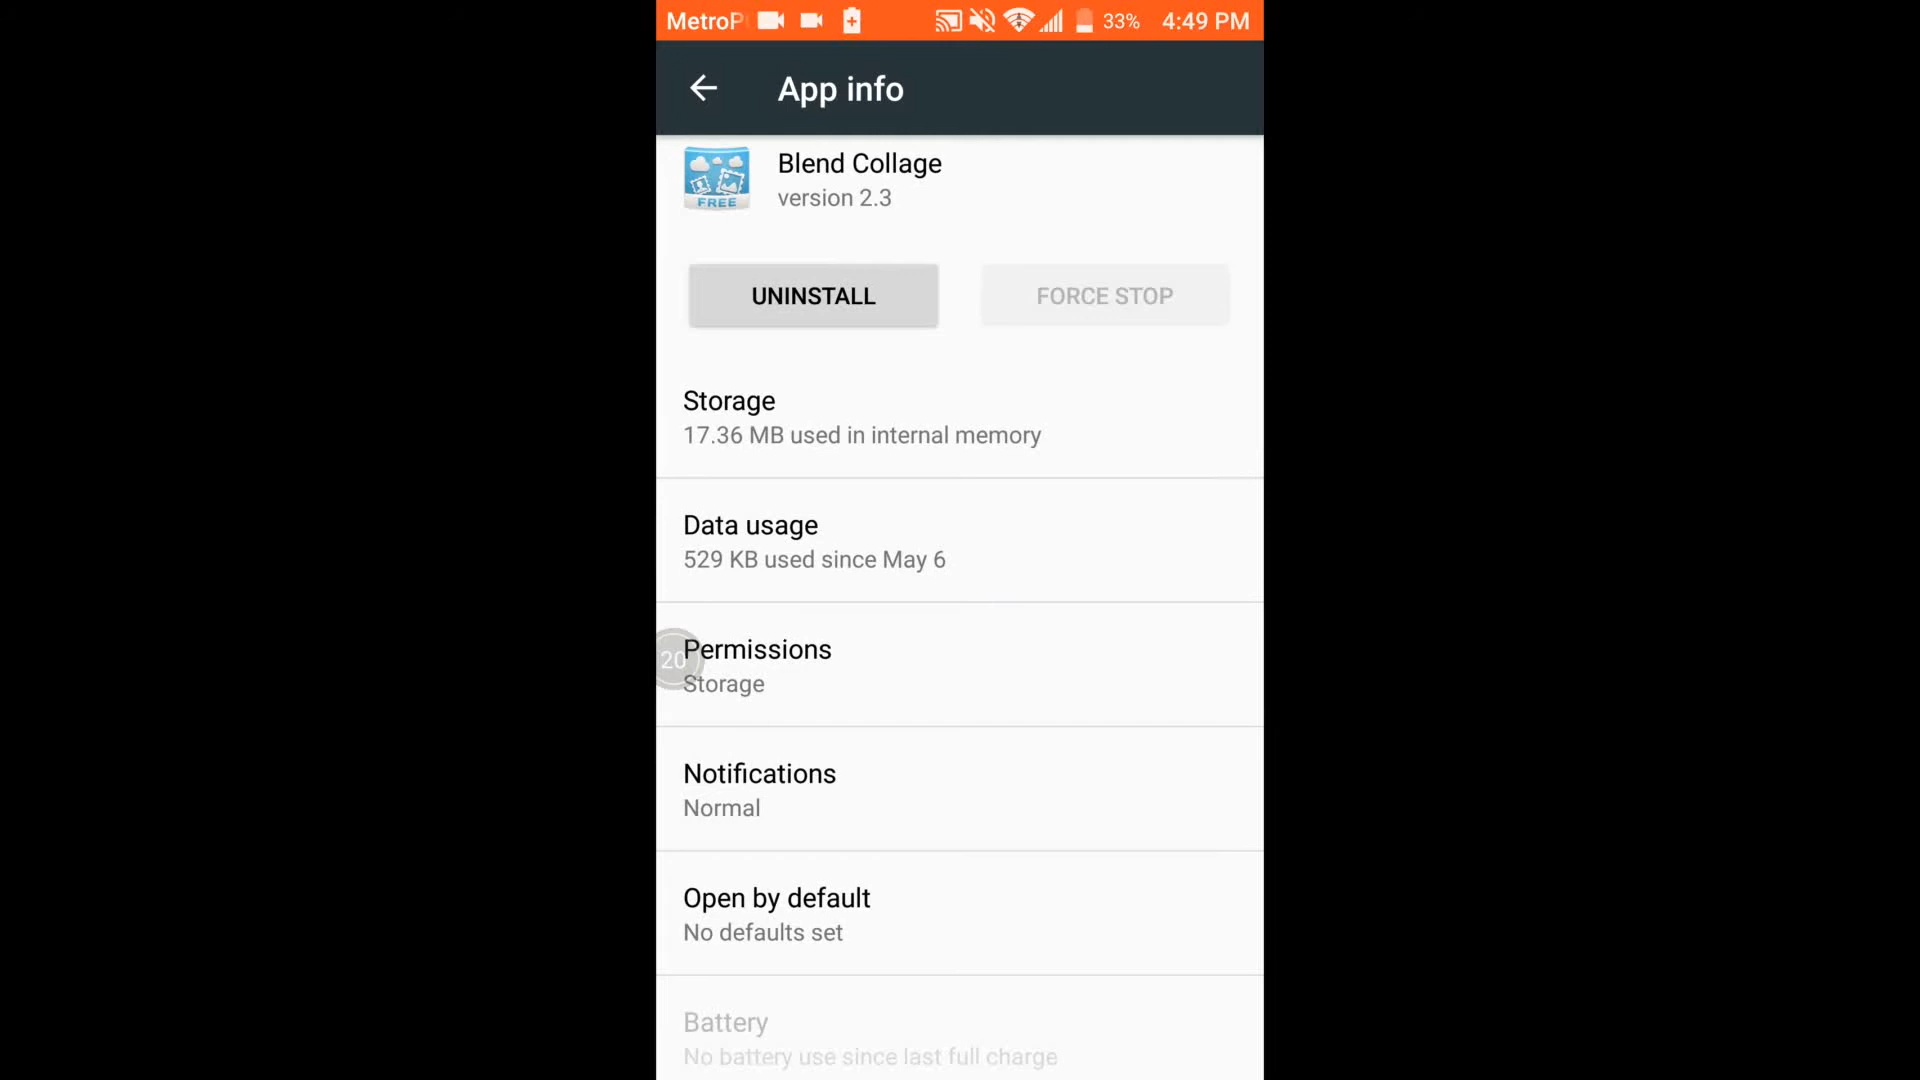 MetroP 33% 4:49 PM
App info
FREE
Blend Collage
version 2.3
UNINSTALL
FORCE STOP
Storage
17.36 MB used in internal memory
Data usage
529 KB used since May 6
20
Permissions
Storage
Notifications
Normal
Open by default
No defaults set
Battery
No battery use since last full charge